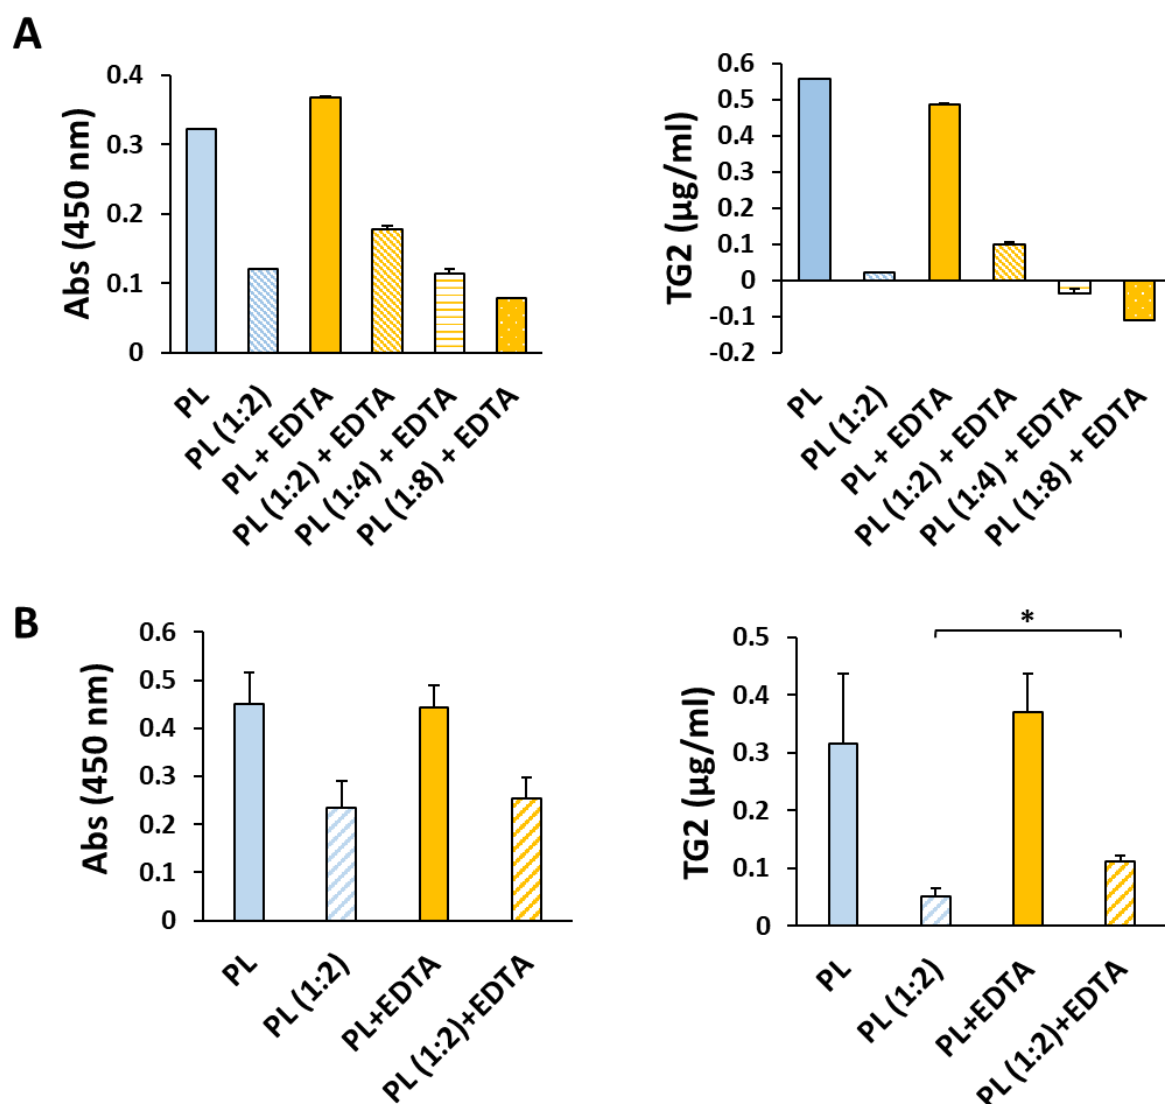 A
Abs (450 nm)
0.4
0.3
0.2
0.1
0
PL
PL (1:2)
PL + EDTA
PL (1:2) + EDTA
PL (1:4) + EDTA
PL (1:8) + EDTA
TG2 (µg/ml)
0.6
0.5
0.4
0.3
0.2
0.1
0
-0.1
-0.2
PL
PL (1:2)
PL + EDTA
PL (1:2) + EDTA
PL (1:4) + EDTA
PL (1:8) + EDTA
B
Abs (450 nm)
0.6
0.5
0.4
0.3
0.2
0.1
0
PL
PL (1:2)
PL+EDTA
PL (1:2)+EDTA
TG2 (µg/ml)
0.5
0.4
0.3
0.2
0.1
0
*
PL
PL (1:2)
PL+EDTA
PL (1:2)+EDTA